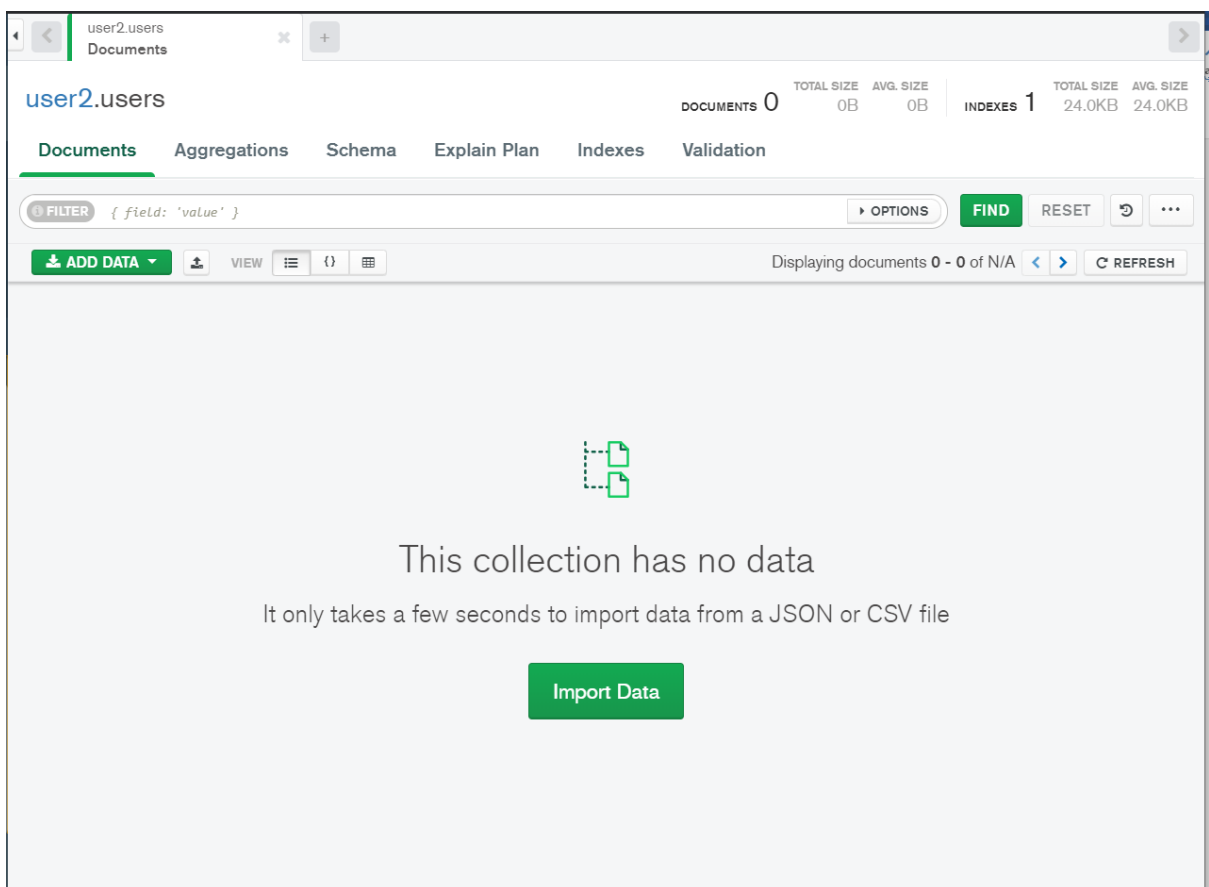 user2.users
Documents
user2.users
DOCUMENTS 0 TOTAL SIZE 0B AVG. SIZE 0B INDEXES 1 TOTAL SIZE 24.0KB AVG. SIZE 24.0KB
Documents Aggregations Schema Explain Plan Indexes Validation
FILTER { field: 'value' } OPTIONS FIND RESET
ADD DATA VIEW {} Displaying documents 0 - 0 of N/A REFRESH
This collection has no data
It only takes a few seconds to import data from a JSON or CSV file
Import Data